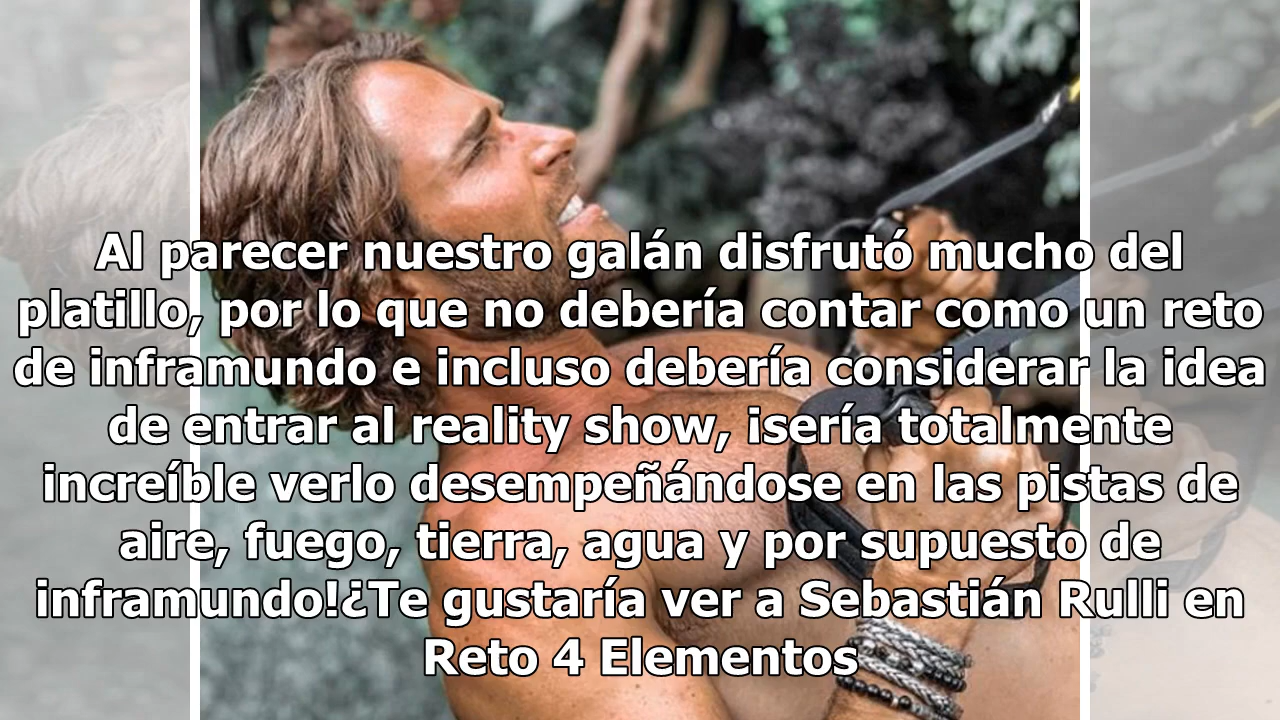 Al parecer nuestro galán disfrutó mucho del
platillo, por lo que no debería contar como un reto
de inframundo e incluso debería considerar la idea
de entrar al reality show, ¡sería totalmente
increíble verlo desempeñándose en las pistas de
aire, fuego, tierra, agua y por supuesto de
inframundo!¿Te gustaría ver a Sebastián Rulli en
Reto 4 Elementos